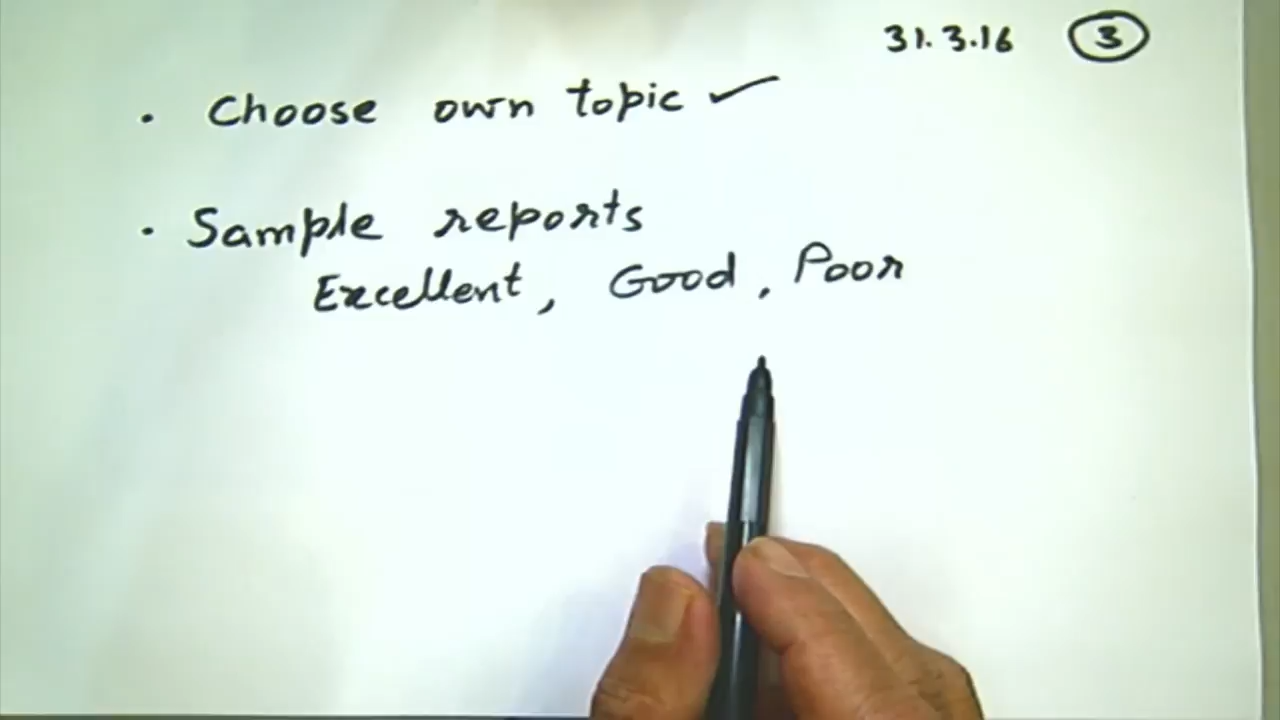 31.3.16 3
· Choose own topic ✓
· Sample reports
Excellent, Good, Poor